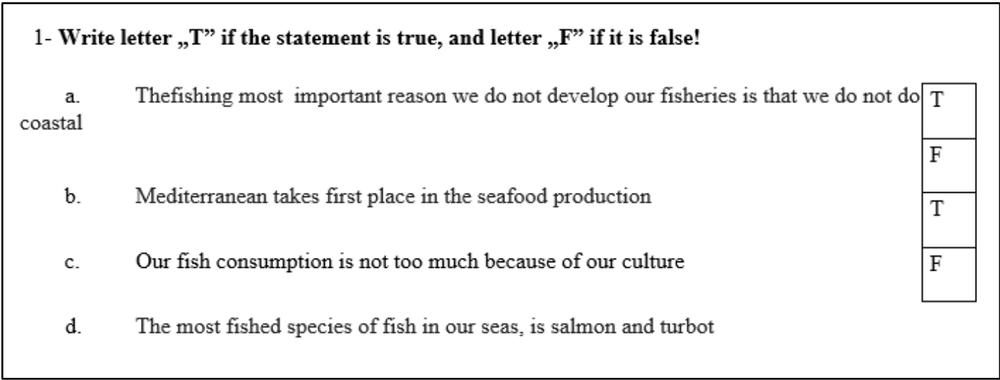 1- Write letter „T” if the statement is true, and letter „F” if it is false!
a. Thefishing most important reason we do not develop our fisheries is that we do not do T
coastal
F
b. Mediterranean takes first place in the seafood production
T
c. Our fish consumption is not too much because of our culture
F
d. The most fished species of fish in our seas, is salmon and turbot